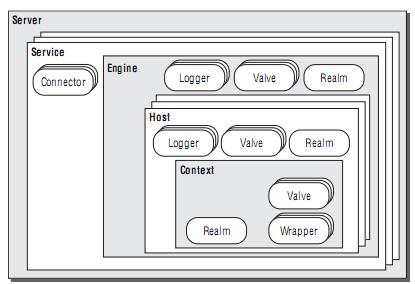 Server
Service
Connector
Engine
Logger
Valve
Realm
Host
Logger
Valve
Realm
Context
Valve
Realm
Wrapper